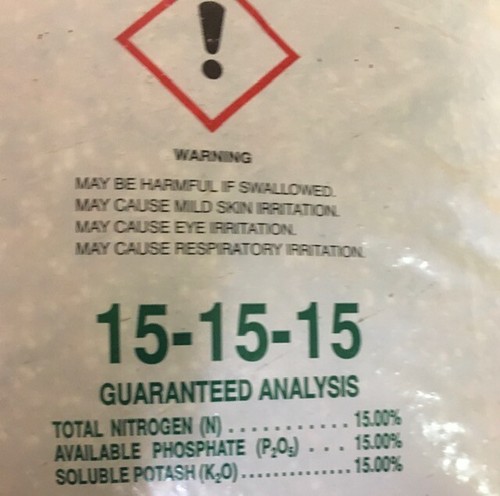 WARNING
MAY BE HARMFUL IF SWALLOWED.
MAY CAUSE MILD SKIN IRRITATION.
MAY CAUSE EYE IRRITATION.
MAY CAUSE RESPIRATORY IRRITATION.
15-15-15
GUARANTEED ANALYSIS
TOTAL NITROGEN (N) . . . . . . . . . . . 15.00%
AVAILABLE PHOSPHATE (P₂O₅) . . . 15.00%
SOLUBLE POTASH (K₂O). . . . . . . . . . . . . . 15.00%